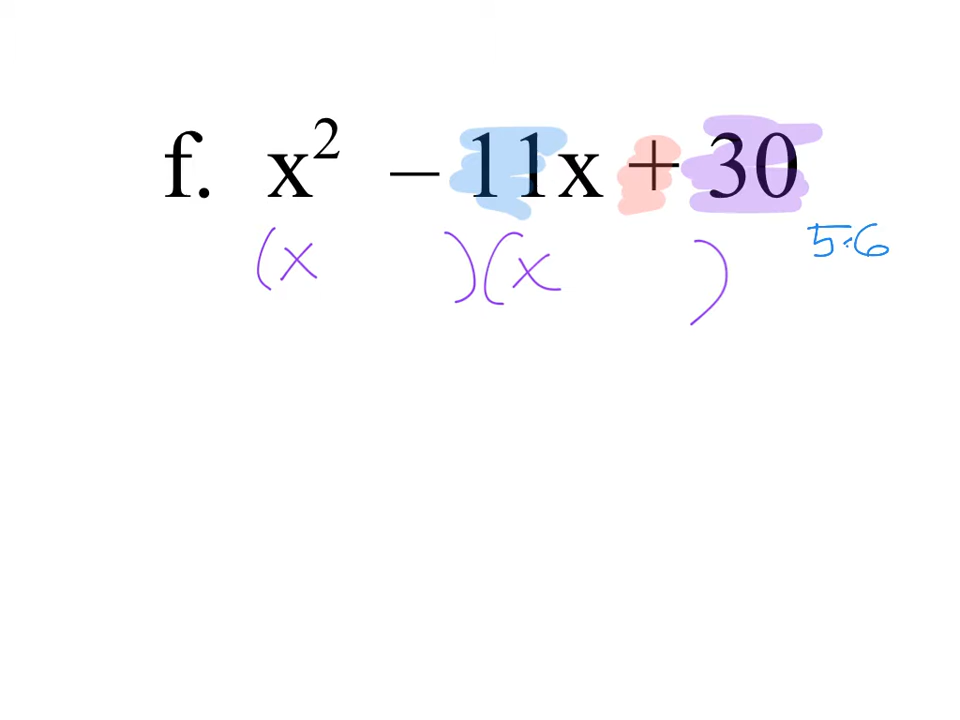 f. x² – 11x + 30
5·6
(x )(x )